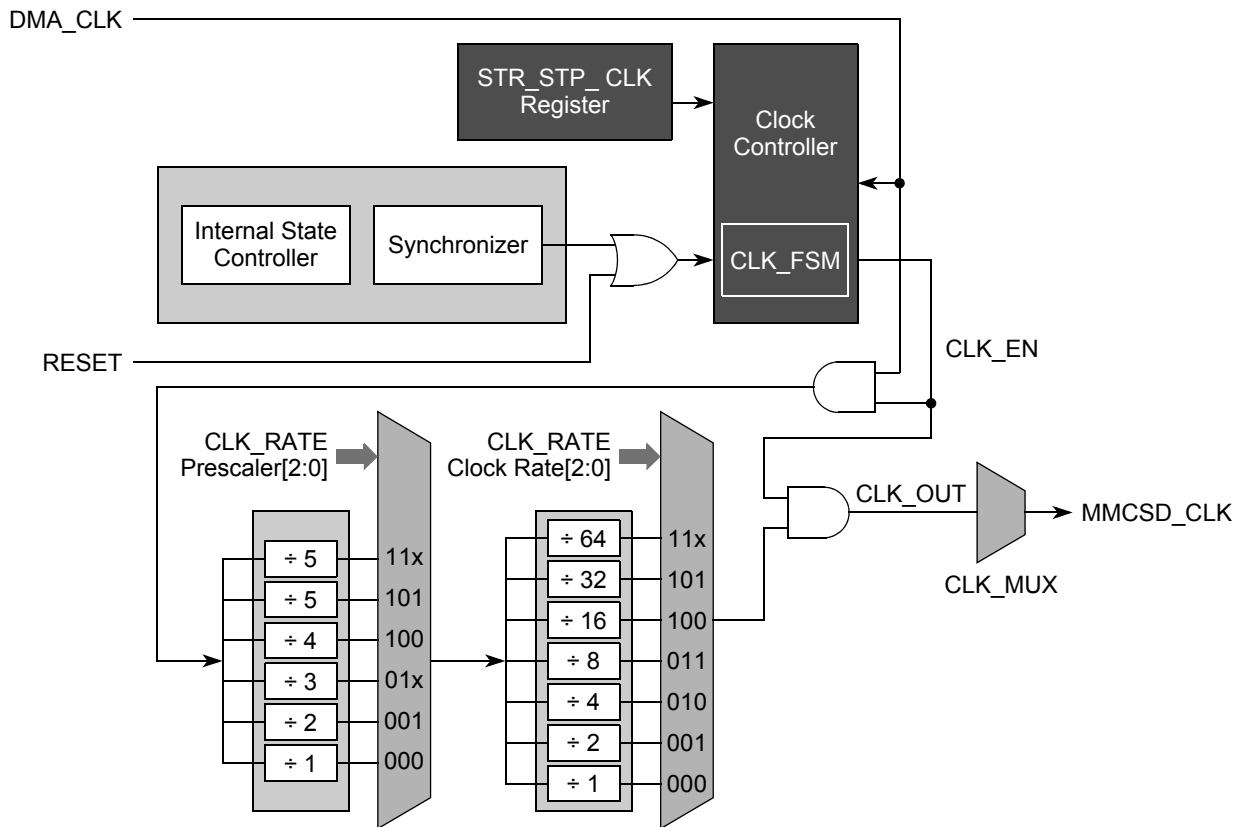 DMA_CLK
STR_STP_ CLK
Register
Clock
Controller
Internal State
Controller
Synchronizer
CLK_FSM
RESET
CLK_EN
CLK_RATE
Prescaler[2:0]
CLK_RATE
Clock Rate[2:0]
CLK_OUT
MMCSD_CLK
CLK_MUX
÷ 5
11x
÷ 5
101
÷ 4
100
÷ 3
01x
÷ 2
001
÷ 1
000
÷ 64
11x
÷ 32
101
÷ 16
100
÷ 8
011
÷ 4
010
÷ 2
001
÷ 1
000